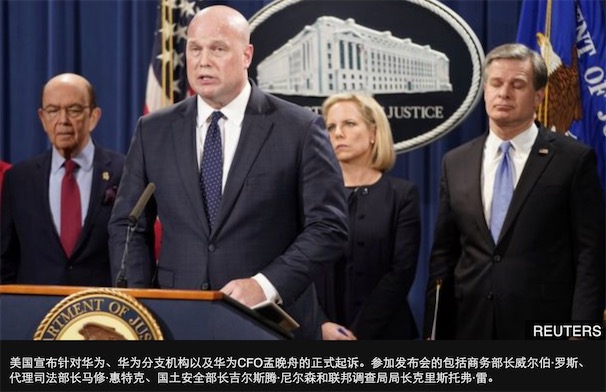 JUSTICE
DEPARTMENT
REUTERS
DEPARTMENT OF
美国宣布针对华为、华为分支机构以及华为CFO孟晚舟的正式起诉。参加发布会的包括商务部长威尔伯·罗斯、
代理司法部长马修·惠特克、国土安全部长吉尔斯腾·尼尔森和联邦调查局局长克里斯托弗·雷。